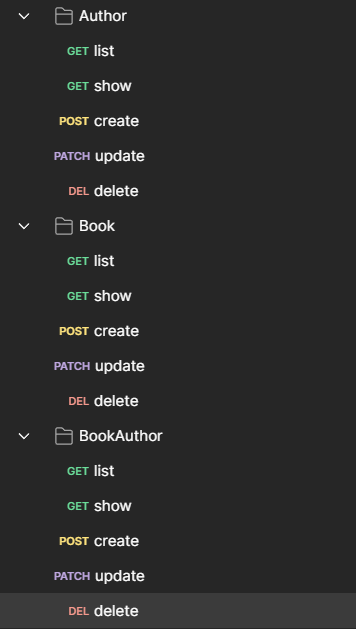 Author
GET list
GET show
POST create
PATCH update
DEL delete
Book
GET list
GET show
POST create
PATCH update
DEL delete
BookAuthor
GET list
GET show
POST create
PATCH update
DEL delete